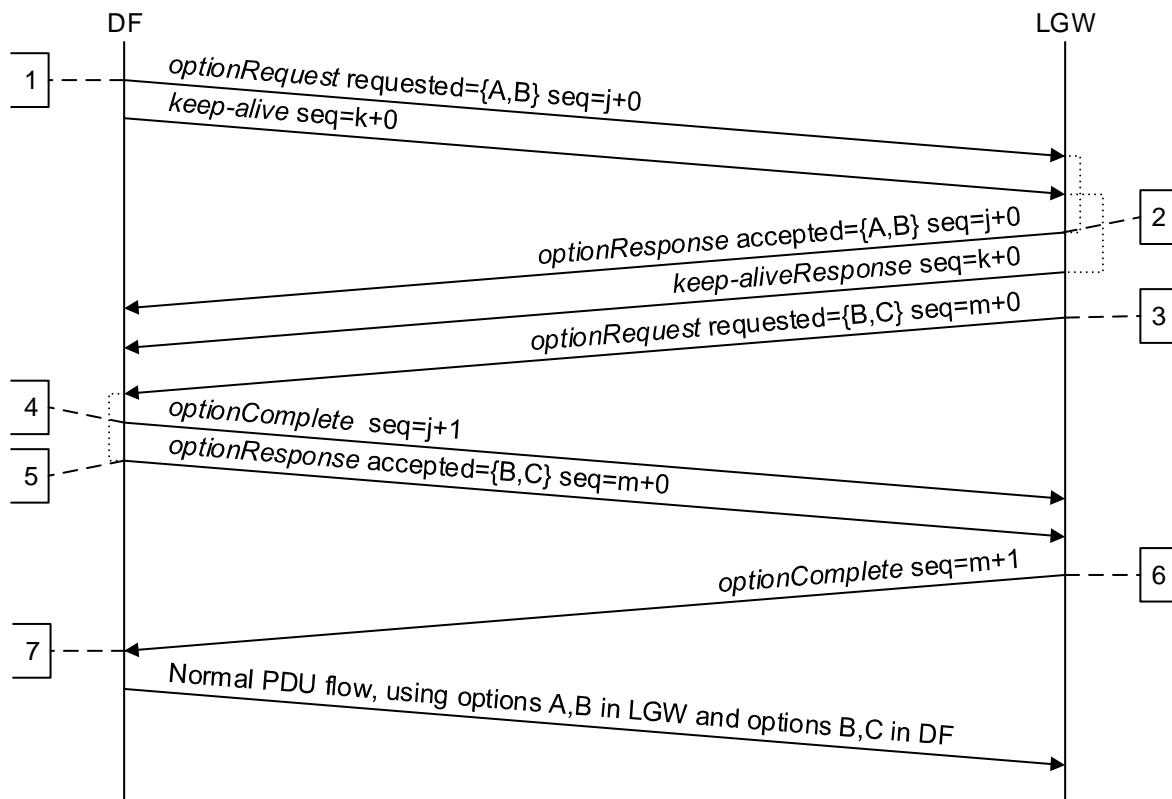 DF
LGW
1
optionRequest requested={A,B} seq=j+0
keep-alive seq=k+0
2
optionResponse accepted={A,B} seq=j+0
keep-aliveResponse seq=k+0
optionRequest requested={B,C} seq=m+0
3
4
optionComplete seq=j+1
optionResponse accepted={B,C} seq=m+0
5
optionComplete seq=m+1
6
7
Normal PDU flow, using options A,B in LGW and options B,C in DF